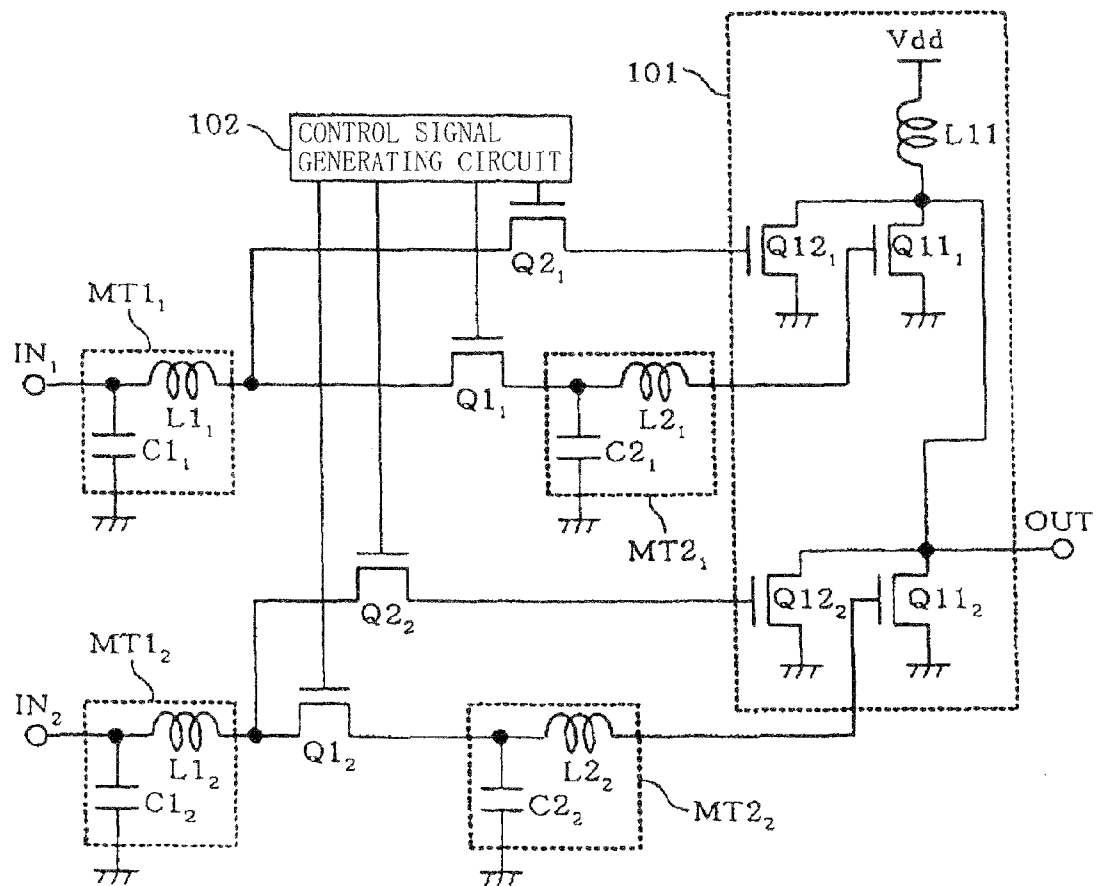 Vdd
101
L11
102
CONTROL SIGNAL
GENERATING CIRCUIT
Q2₁
Q12₁
Q11₁
MT1₁
IN₁
L1₁
C1₁
Q1₁
L2₁
C2₁
MT2₁
OUT
Q2₂
Q12₂
Q11₂
MT1₂
IN₂
L1₂
C1₂
Q1₂
L2₂
C2₂
MT2₂